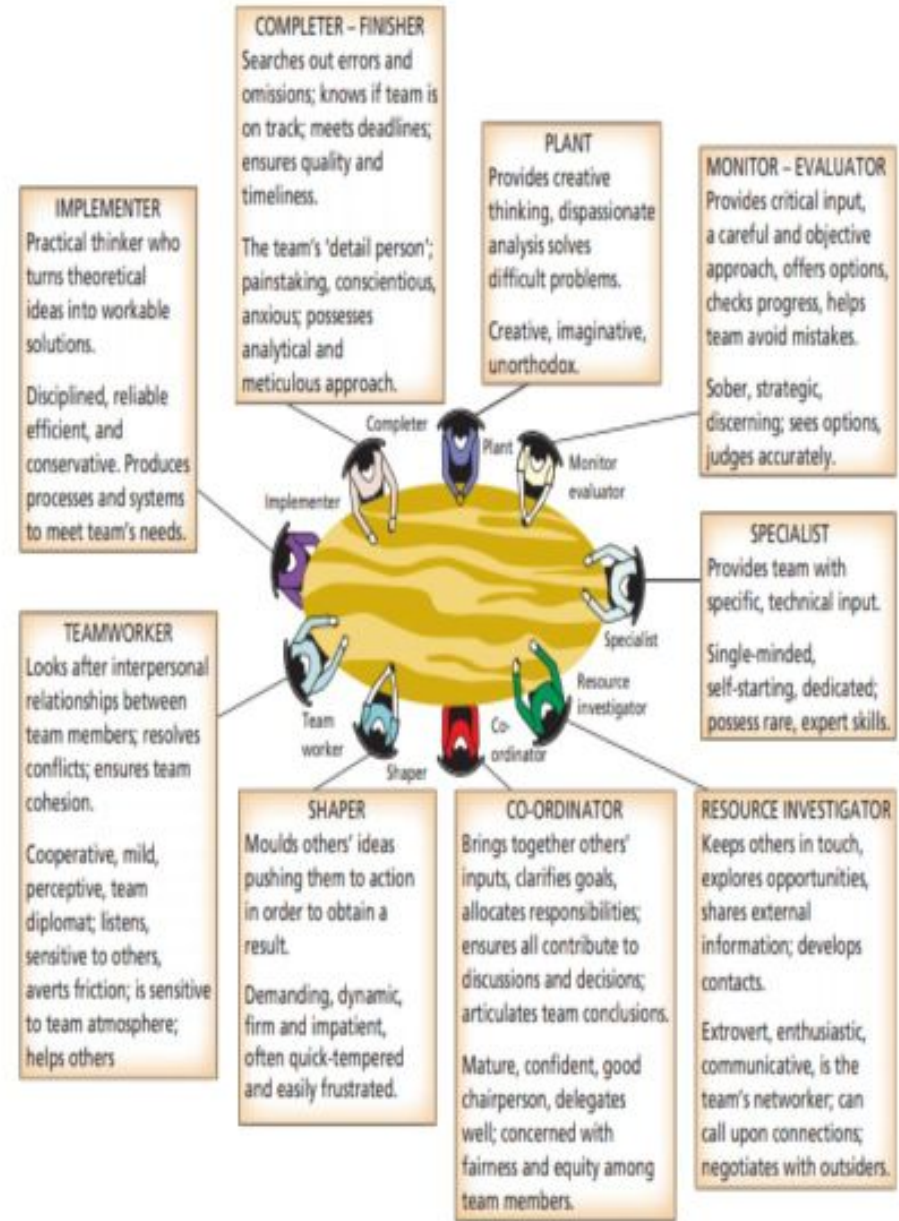 COMPLETER – FINISHER
Searches out errors and
omissions; knows if team is
on track; meets deadlines;
ensures quality and
timeliness.
The team's 'detail person';
painstaking, conscientious,
anxious; possesses
analytical and
meticulous approach.
PLANT
Provides creative
thinking, dispassionate
analysis solves
difficult problems.
Creative, imaginative,
unorthodox.
MONITOR – EVALUATOR
Provides critical input,
a careful and objective
approach, offers options,
checks progress, helps
team avoid mistakes.
Sober, strategic,
discerning; sees options,
judges accurately.
IMPLEMENTER
Practical thinker who
turns theoretical
ideas into workable
solutions.
Disciplined, reliable
efficient, and
conservative. Produces
processes and systems
to meet team's needs.
Completer
Plant
Monitor
evaluator
Implementer
SPECIALIST
Provides team with
specific, technical input.
Single-minded,
self-starting, dedicated;
possess rare, expert skills.
Specialist
Resource
investigator
Team
worker
Shaper
Co-
ordinator
TEAMWORKER
Looks after interpersonal
relationships between
team members; resolves
conflicts; ensures team
cohesion.
Cooperative, mild,
perceptive, team
diplomat; listens,
sensitive to others,
averts friction; is sensitive
to team atmosphere;
helps others
SHAPER
Moulds others' ideas
pushing them to action
in order to obtain a
result.
Demanding, dynamic,
firm and impatient,
often quick-tempered
and easily frustrated.
CO-ORDINATOR
Brings together others'
inputs, clarifies goals,
allocates responsibilities;
ensures all contribute to
discussions and decisions;
articulates team conclusions.
Mature, confident, good
chairperson, delegates
well; concerned with
fairness and equity among
team members.
RESOURCE INVESTIGATOR
Keeps others in touch,
explores opportunities,
shares external
information; develops
contacts.
Extrovert, enthusiastic,
communicative, is the
team's networker; can
call upon connections;
negotiates with outsiders.